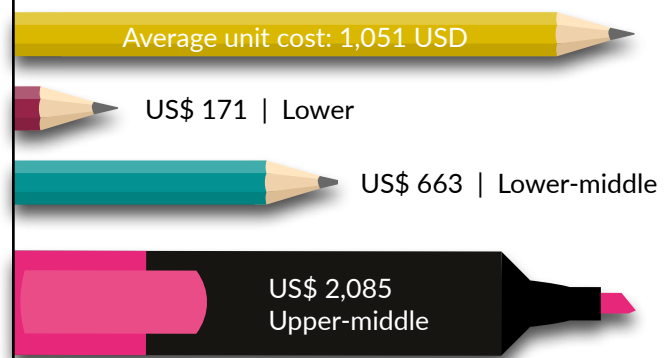 Average unit cost: 1,051 USD
US$ 171 | Lower
US$ 663 | Lower-middle
US$ 2,085
Upper-middle